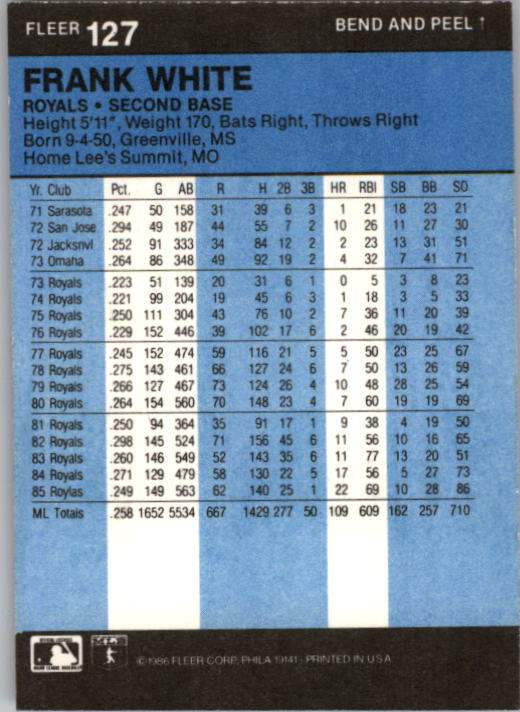 FLEER 127 BEND AND PEEL ↑
FRANK WHITE
ROYALS • SECOND BASE
Height 5'11", Weight 170, Bats Right, Throws Right
Born 9-4-50, Greenville, MS
Home Lee's Summit, MO
Yr. Club Pct. G AB R H 2B 3B HR RBI SB BB SO
71 Sarasota .247 50 158 31 39 6 3 1 21 18 23 21
72 San Jose .294 49 187 44 55 7 2 10 26 11 27 30
72 Jacksnvl .252 91 333 34 84 12 2 2 23 13 31 51
73 Omaha .264 86 348 49 92 19 2 4 32 7 41 71
73 Royals .223 51 139 20 31 6 1 0 5 3 8 23
74 Royals .221 99 204 19 45 6 3 1 18 3 5 33
75 Royals .250 111 304 43 76 10 2 7 36 11 20 39
76 Royals .229 152 446 39 102 17 6 2 46 20 19 42
77 Royals .245 152 474 59 116 21 5 5 50 23 25 67
78 Royals .275 143 461 66 127 24 6 7 50 13 26 59
79 Royals .266 127 467 73 124 26 4 10 48 28 25 54
80 Royals .264 154 560 70 148 23 4 7 60 19 19 69
81 Royals .250 94 364 35 91 17 1 9 38 4 19 50
82 Royals .298 145 524 71 156 45 6 11 56 10 16 65
83 Royals .260 146 549 52 143 35 6 11 77 13 20 51
84 Royals .271 129 479 58 130 22 5 17 56 5 27 73
85 Roylas .249 149 563 62 140 25 1 22 69 10 28 86
ML Totals .258 1652 5534 667 1429 277 50 109 609 162 257 710
©1986 FLEER CORP. PHILA 19141 - PRINTED IN U.S.A